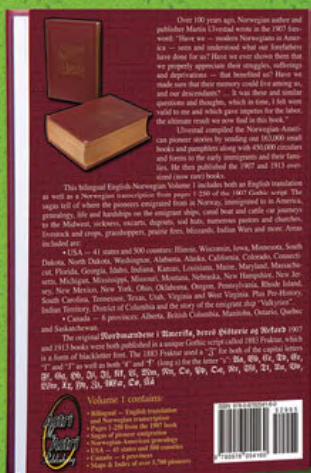 Over 100 years ago, Norwegian author and
publisher Martin Ulvestad wrote in the 1907 fore-
word: "Have we — modern Norwegians in Amer-
ica — seen and understood what our forefathers
have done for us? Have we ever shown them that
we properly appreciate their struggles, sufferings
and deprivations — that benefited us? Have we
made sure that their memory could live among us,
and our descendants? ... It was these and similar
questions and thoughts, which in time, I felt were
valid to me and which gave impetus for the labor,
the ultimate result we now find in this book."
Ulvestad compiled the Norwegian-Ameri-
can pioneer stories by sending out 163,000 small
books and pamphlets along with 450,000 circulars
and forms to the early immigrants and their fami-
lies. He then published the 1907 and 1913 over-
sized (now rare) books.
This bilingual English-Norwegian Volume 1 includes both an English translation
as well as a Norwegian transcription from pages 1-250 of the 1907 Gothic script. The
sagas tell of where the pioneers emigrated from in Norway, immigrated to in America,
genealogy, life and hardships on the emigrant ships, canal boat and cattle car journeys
to the Midwest, sickness, escorts, dugouts, sod huts, numerous pastors and churches,
livestock and crops, grasshoppers, prairie fires, blizzards, Indian Wars and more. Areas
included are:
• USA — 41 states and 500 counties: Illinois, Wisconsin, Iowa, Minnesota, South
Dakota, North Dakota, Washington, Alabama, Alaska, California, Colorado, Connecti-
cut, Florida, Georgia, Idaho, Indiana, Kansas, Louisiana, Maine, Maryland, Massachu-
setts, Michigan, Mississippi, Missouri, Montana, Nebraska, New Hampshire, New Jer-
sey, New Mexico, New York, Ohio, Oklahoma, Oregon, Pennsylvania, Rhode Island,
South Carolina, Tennessee, Texas, Utah, Virginia and West Virginia. Plus Pre-History,
Indian Territory, District of Columbia and the story of the emigrant ship "Valkyrien".
• Canada — 6 provinces: Alberta, British Columbia, Manitoba, Ontario, Quebec
and Saskatchewan.
The original Nordmændene i Amerika, deres Historie og Rekord 1907
and 1913 books were both published in a unique Gothic script called 1883 Fraktur, which
is a form of blackletter font. The 1883 Fraktur used a "J" for both of the capital letters
"I" and "J" as well as both "s" and "ſ" (long s) for the letter "s".
Volume 1 contains:
• Bilingual – English translation
and Norwegian transcription
• Pages 1-250 from the 1907 book
• Sagas of pioneer emigration
• Norwegian-American genealogy
• USA — 41 states and 500 counties
• Canada — 6 provinces
• Maps & Index of over 3,700 pioneers